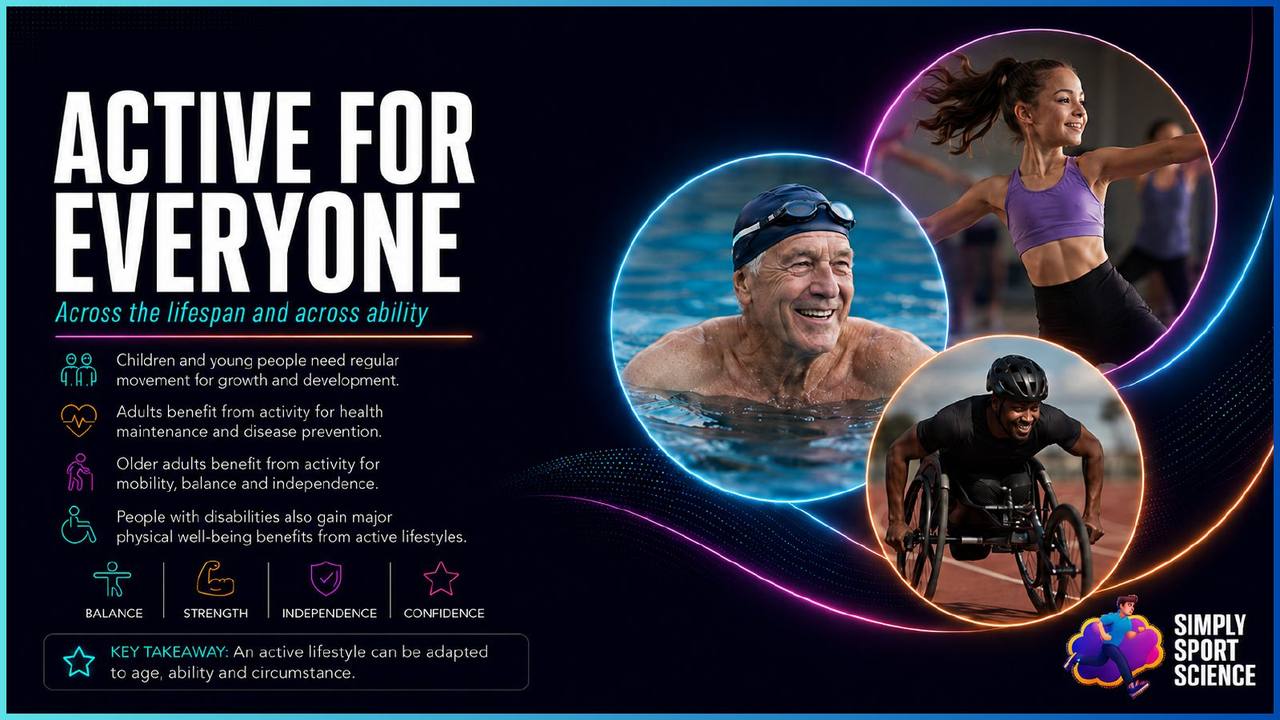 ACTIVE FOR
EVERYONE
Across the lifespan and across ability
Children and young people need regular
movement for growth and development.
Adults benefit from activity for health
maintenance and disease prevention.
Older adults benefit from activity for
mobility, balance and independence.
People with disabilities also gain major
physical well-being benefits from active lifestyles.
BALANCE
STRENGTH
INDEPENDENCE
CONFIDENCE
KEY TAKEAWAY: An active lifestyle can be adapted
to age, ability and circumstance.
SIMPLY
SPORT
SCIENCE